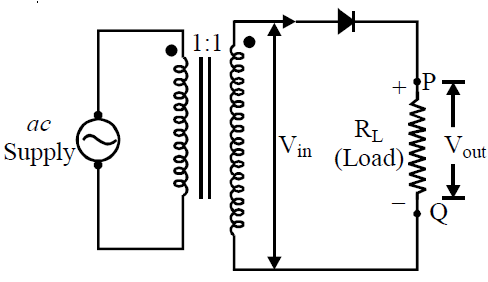 1:1
ac
Supply
V_in
R_L
(Load)
+
P
V_out
−
Q